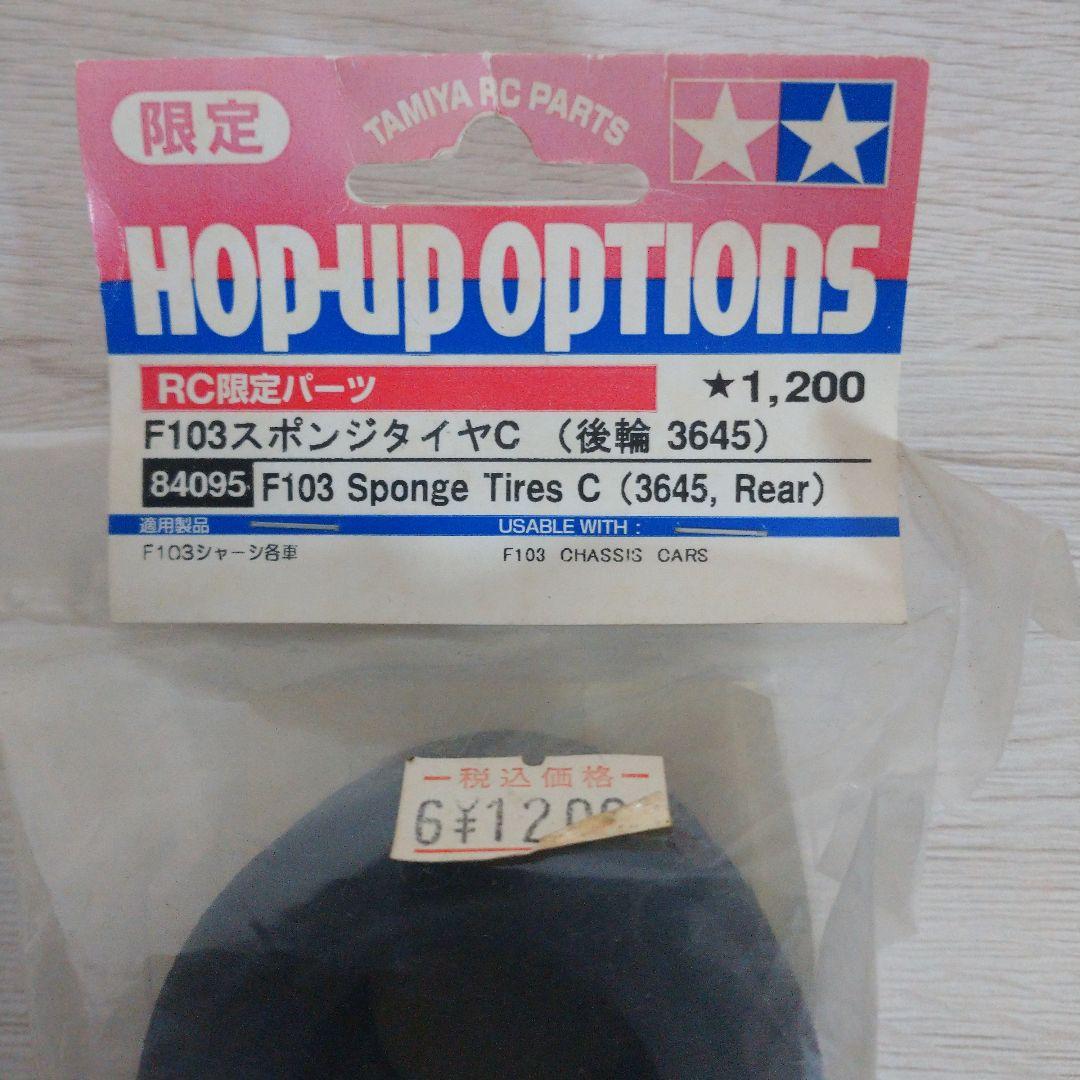 限定
TAMIYA RC PARTS
HOP-UP OPTIONS
RC限定パーツ
★1,200
F103スポンジタイヤC （後輪 3645）
84095 F103 Sponge Tires C (3645, Rear)
適用製品
USABLE WITH :
F103シャーシ各車
F103 CHASSIS CARS
税込価格
6¥1200